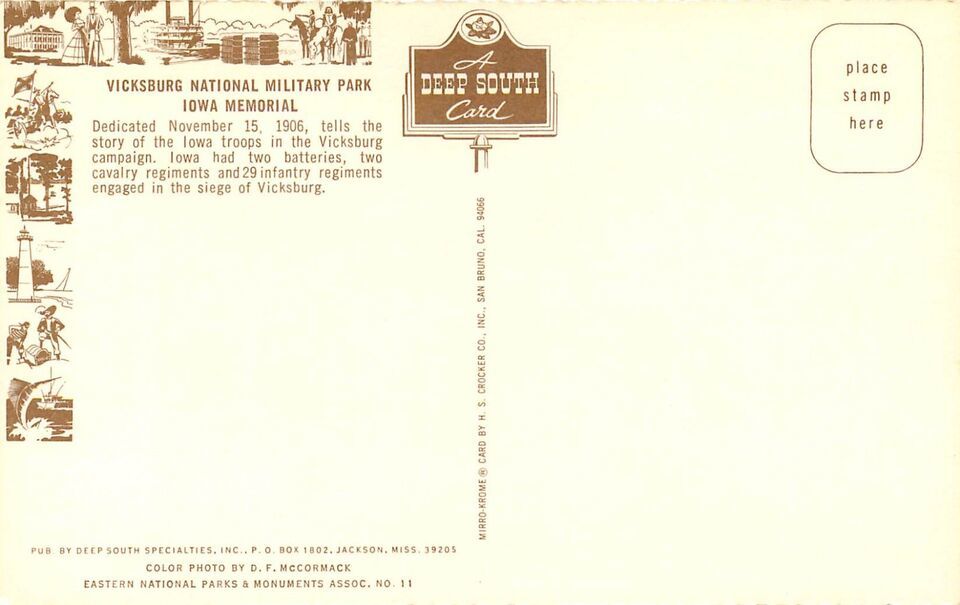 VICKSBURG NATIONAL MILITARY PARK
IOWA MEMORIAL
Dedicated November 15, 1906, tells the
story of the Iowa troops in the Vicksburg
campaign. Iowa had two batteries, two
cavalry regiments and 29 infantry regiments
engaged in the siege of Vicksburg.
A
DEEP SOUTH
Card
place
stamp
here
MIRRO-KROME® CARD BY H. S. CROCKER CO., INC., SAN BRUNO, CAL. 94066
PUB. BY DEEP SOUTH SPECIALTIES, INC., P. O. BOX 1802, JACKSON, MISS. 39205
COLOR PHOTO BY D. F. McCORMACK
EASTERN NATIONAL PARKS & MONUMENTS ASSOC. NO. 11